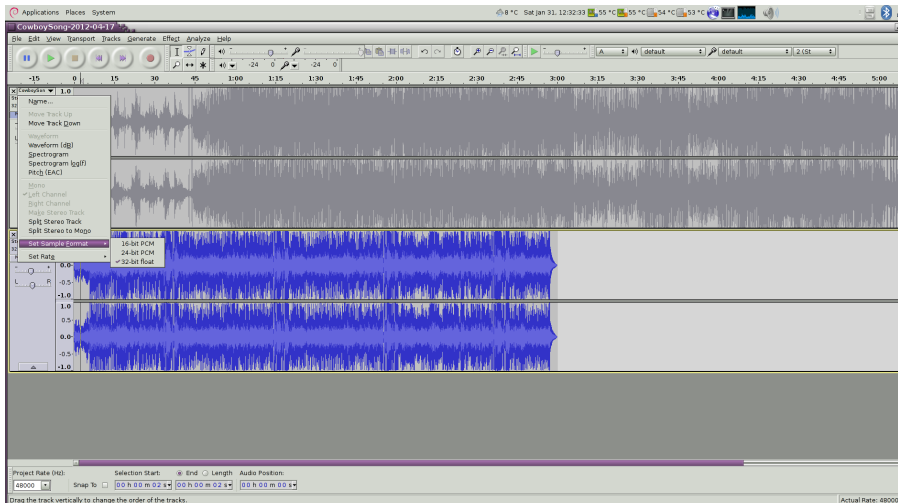 Applications Places System
8 °C Sat Jan 31, 12:32:33 55 °C 55 °C 54 °C 53 °C
CowboySong-2012-04-17
File Edit View Transport Tracks Generate Effect Analyze Help
-24 0
A default default 2 (St
-24 0
-15 0 15 30 45 1:00 1:15 1:30 1:45 2:00 2:15 2:30 2:45 3:00 3:15 3:30 3:45 4:00 4:15 4:30 4:45 5:00
CowboySon 1.0
Name...
Move Track Up
Move Track Down
Waveform
Waveform (dB)
Spectrogram
Spectrogram log(f)
Pitch (EAC)
Mono
Left Channel
Right Channel
Make Stereo Track
Split Stereo Track
Split Stereo to Mono
Set Sample Format
16-bit PCM
24-bit PCM
32-bit float
Set Rate
- + 0.0
L R -0.5
-1.0
1.0
0.5
0.0
-0.5
-1.0
Project Rate (Hz): Selection Start: End Length Audio Position:
48000 Snap To 00 h 00 m 02 s 00 h 00 m 02 s 00 h 00 m 00 s
Drag the track vertically to change the order of the tracks. Actual Rate: 48000